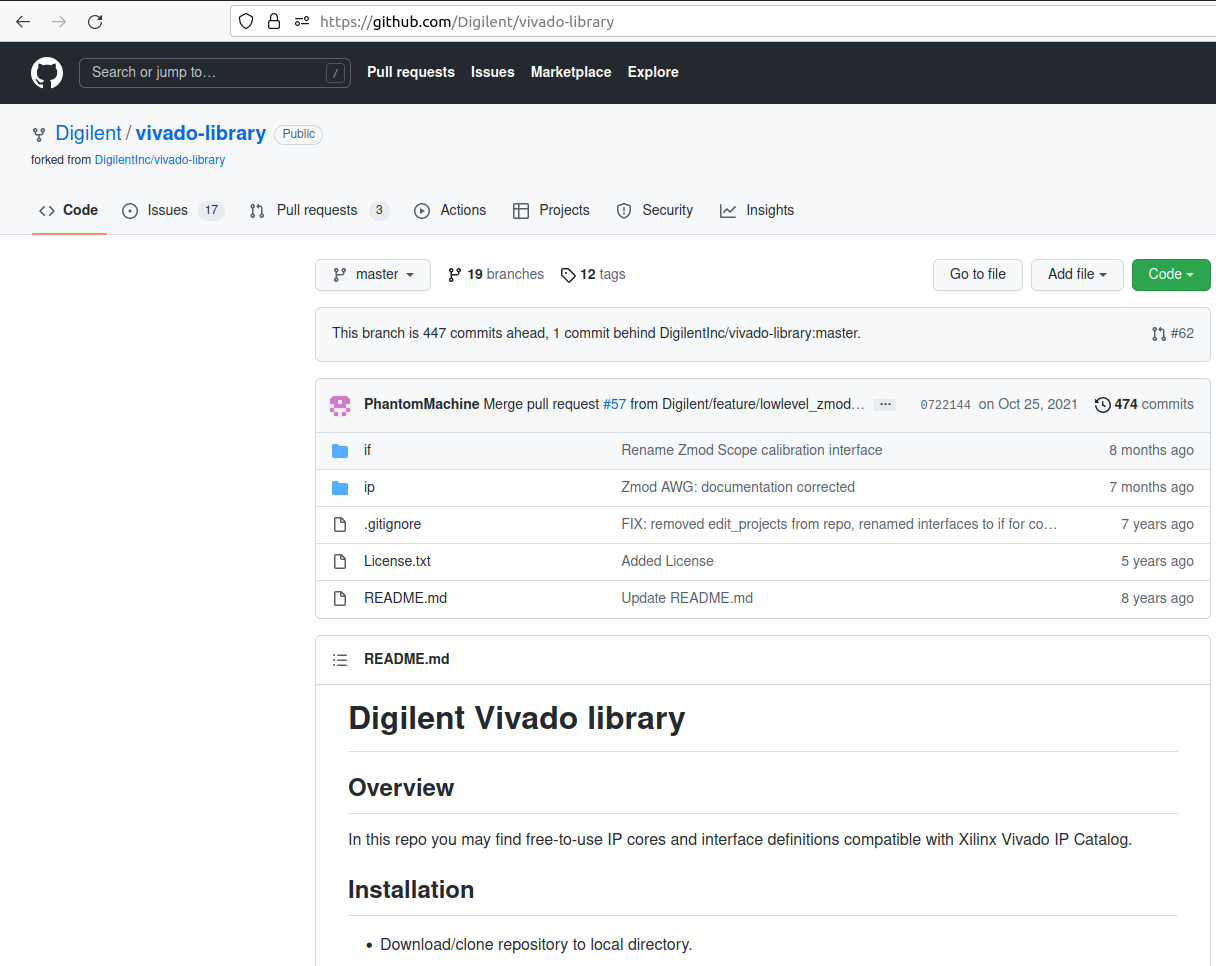 https://github.com/Digilent/vivado-library
Search or jump to… / Pull requests Issues Marketplace Explore
Digilent / vivado-library Public
forked from DigilentInc/vivado-library
Code Issues 17 Pull requests 3 Actions Projects Security Insights
master 19 branches 12 tags Go to file Add file Code
This branch is 447 commits ahead, 1 commit behind DigilentInc/vivado-library:master. #62
PhantomMachine Merge pull request #57 from Digilent/feature/lowlevel_zmod… … 0722144 on Oct 25, 2021 474 commits
if Rename Zmod Scope calibration interface 8 months ago
ip Zmod AWG: documentation corrected 7 months ago
.gitignore FIX: removed edit_projects from repo, renamed interfaces to if for co… 7 years ago
License.txt Added License 5 years ago
README.md Update README.md 8 years ago
README.md
Digilent Vivado library
Overview
In this repo you may find free-to-use IP cores and interface definitions compatible with Xilinx Vivado IP Catalog.
Installation
• Download/clone repository to local directory.